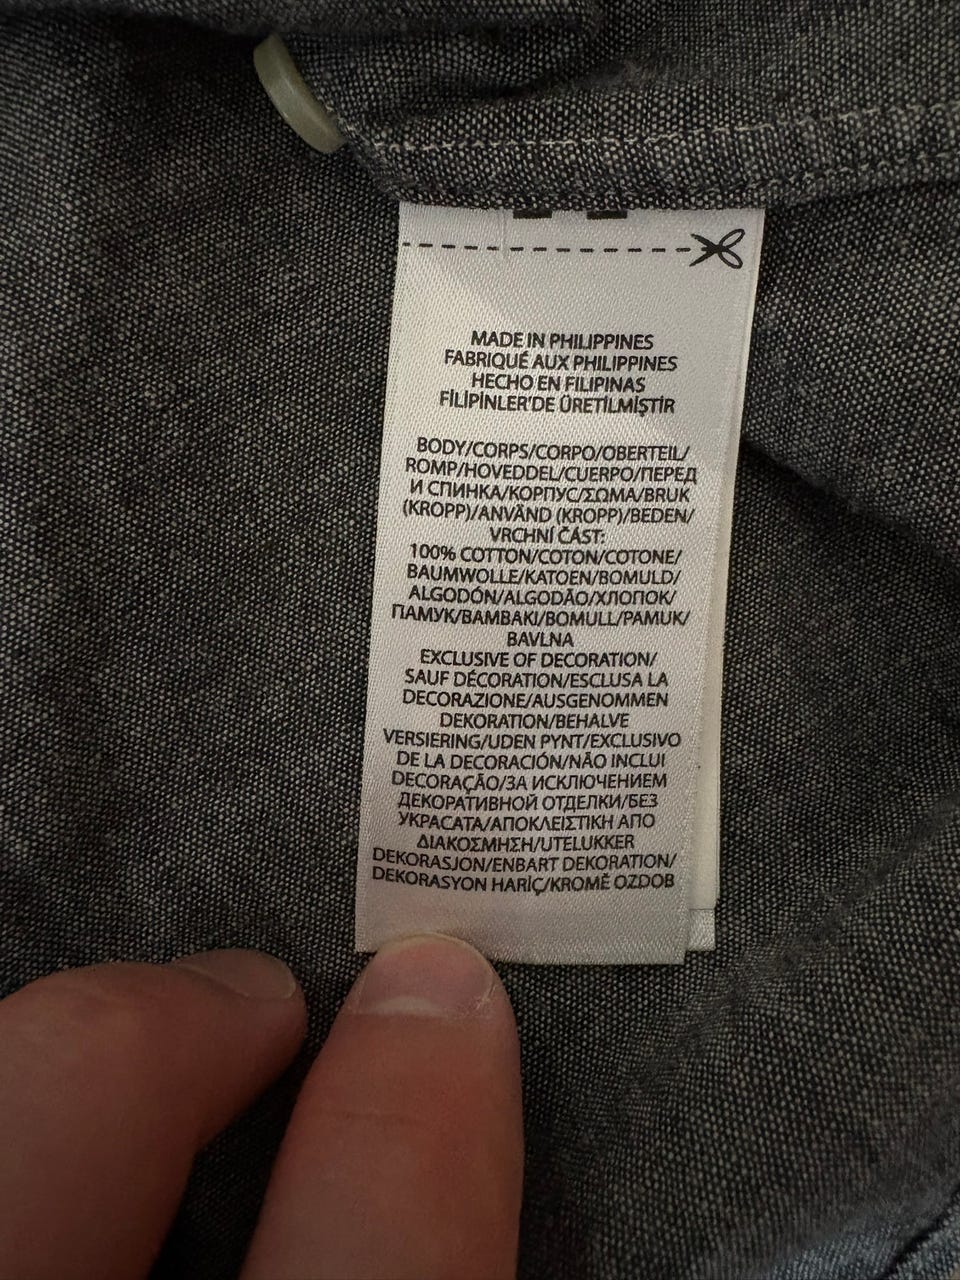 MADE IN PHILIPPINES
FABRIQUÉ AUX PHILIPPINES
HECHO EN FILIPINAS
FİLİPİNLER'DE ÜRETİLMİŞTİR
BODY/CORPS/CORPO/OBERTEIL/
ROMP/HOVEDDEL/CUERPO/ПЕРЕД
И СПИНКА/КОРПУС/ΣΩΜΑ/BRUK
(KROPP)/ANVÄND (KROPP)/BEDEN/
VRCHNÍ ČÁST:
100% COTTON/COTON/COTONE/
BAUMWOLLE/KATOEN/BOMULD/
ALGODÓN/ALGODÃO/ХЛОПОК/
ПАМУК/BAMBAKI/BOMULL/PAMUK/
BAVLNA
EXCLUSIVE OF DECORATION/
SAUF DÉCORATION/ESCLUSA LA
DECORAZIONE/AUSGENOMMEN
DEKORATION/BEHALVE
VERSIERING/UDEN PYNT/EXCLUSIVO
DE LA DECORACIÓN/NÃO INCLUI
DECORAÇÃO/ЗА ИСКЛЮЧЕНИЕМ
ДЕКОРАТИВНОЙ ОТДЕЛКИ/БЕЗ
УКРАСАТА/ΑΠΟΚΛΕΙΣΤΙΚΗ ΑΠΟ
ΔΙΑΚΟΣΜΗΣΗ/UTELUKKER
DEKORASJON/ENBART DEKORATION/
DEKORASYON HARİÇ/KROMĚ OZDOB